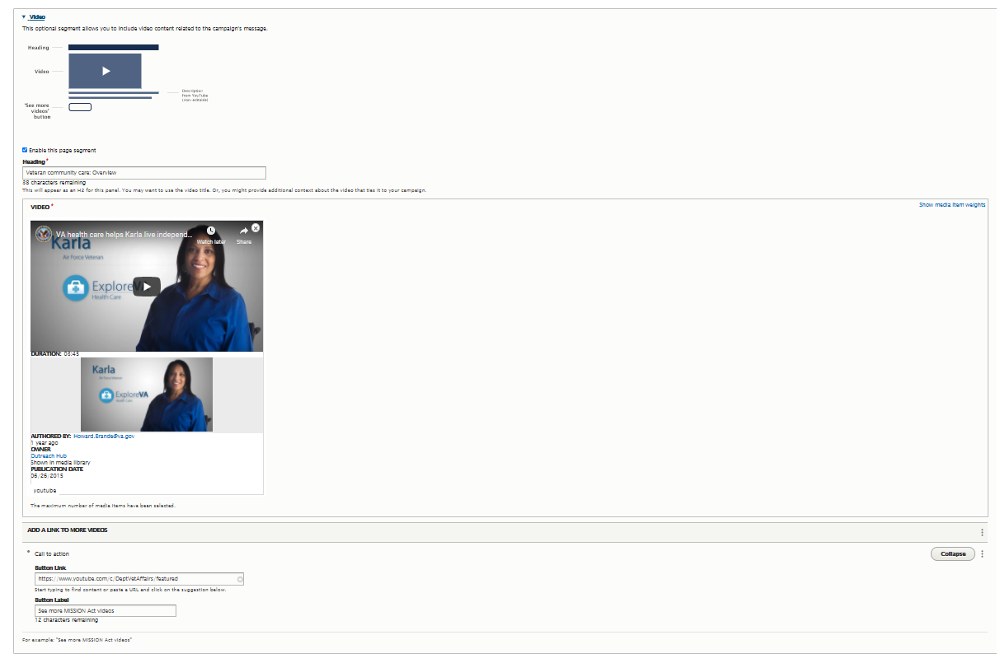 Video
This optional segment allows you to include video content related to the campaign's message.
Heading
Video
Description
from YouTube
(non-editable)
"See more
videos"
button
Enable this page segment
Heading*
Veteran community care: Overview
38 characters remaining
This will appear as an H2 for this panel. You may want to use the video title. Or, you might provide additional context about the video that ties it to your campaign.
VIDEO*
Show media item weights
VA health care helps Karla live independ...
Watch later
Share
Karla
Air Force Veteran
ExploreVA
Health Care
DURATION: 03:45
Karla
Air Force Veteran
ExploreVA
Health Care
AUTHORED BY: Howard.Brande@va.gov
1 year ago
OWNER
Outreach Hub
Shown in media library
PUBLICATION DATE
05/26/2015
youtube
The maximum number of media items have been selected.
ADD A LINK TO MORE VIDEOS
* Call to action
Collapse
Button Link
https://www.youtube.com/c/DeptVetAffairs/featured
Start typing to find content or paste a URL and click on the suggestion below.
Button Label
See more MISSION Act videos
12 characters remaining
For example: "See more MISSION Act videos"